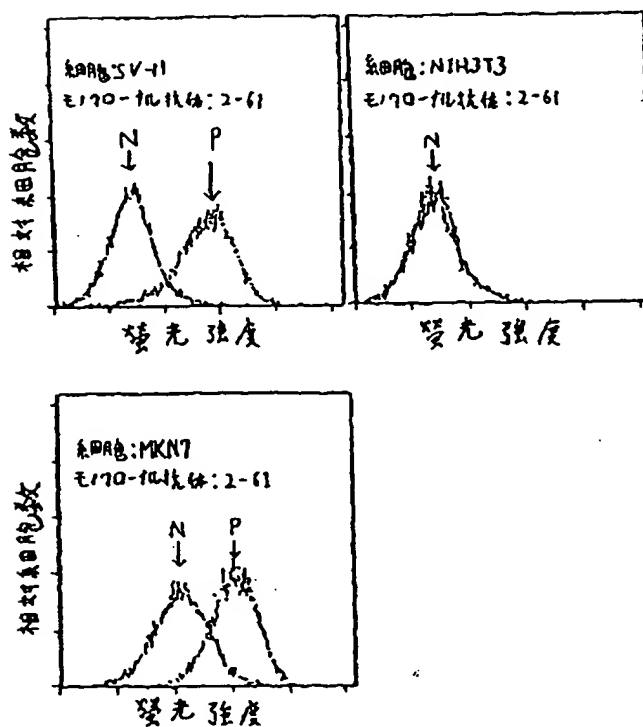 細胞:SV-11
モノクローナル抗体:2-61
N
P
相対細胞数
螢光強度
細胞:NIH3T3
モノクローナル抗体:2-61
N
螢光強度
細胞:MKN7
モノクローナル抗体:2-61
N
P
相対細胞数
螢光強度